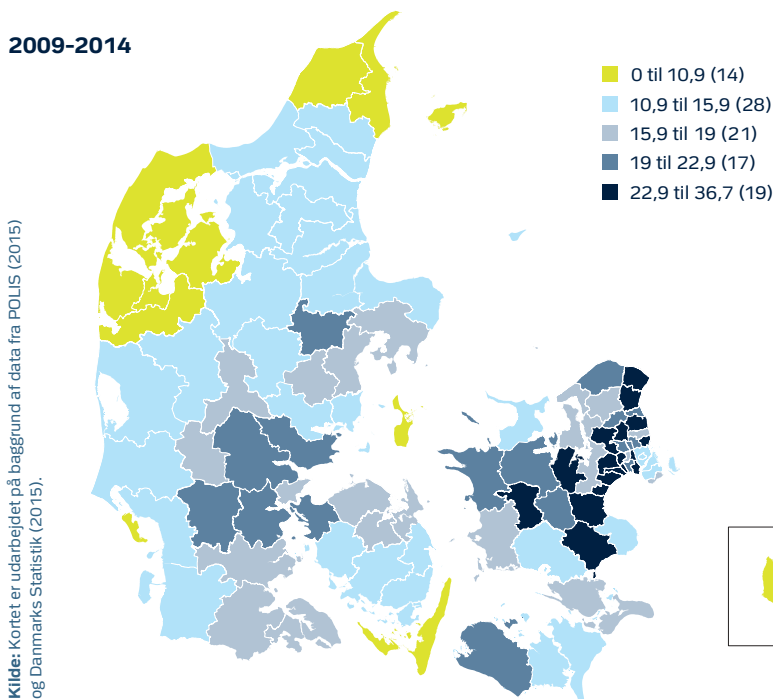 2009-2014
0 til 10,9 (14)
10,9 til 15,9 (28)
15,9 til 19 (21)
19 til 22,9 (17)
22,9 til 36,7 (19)
Kilde: Kortet er udarbejdet på baggrund af data fra POLIS (2015)
og Danmarks Statistik (2015).